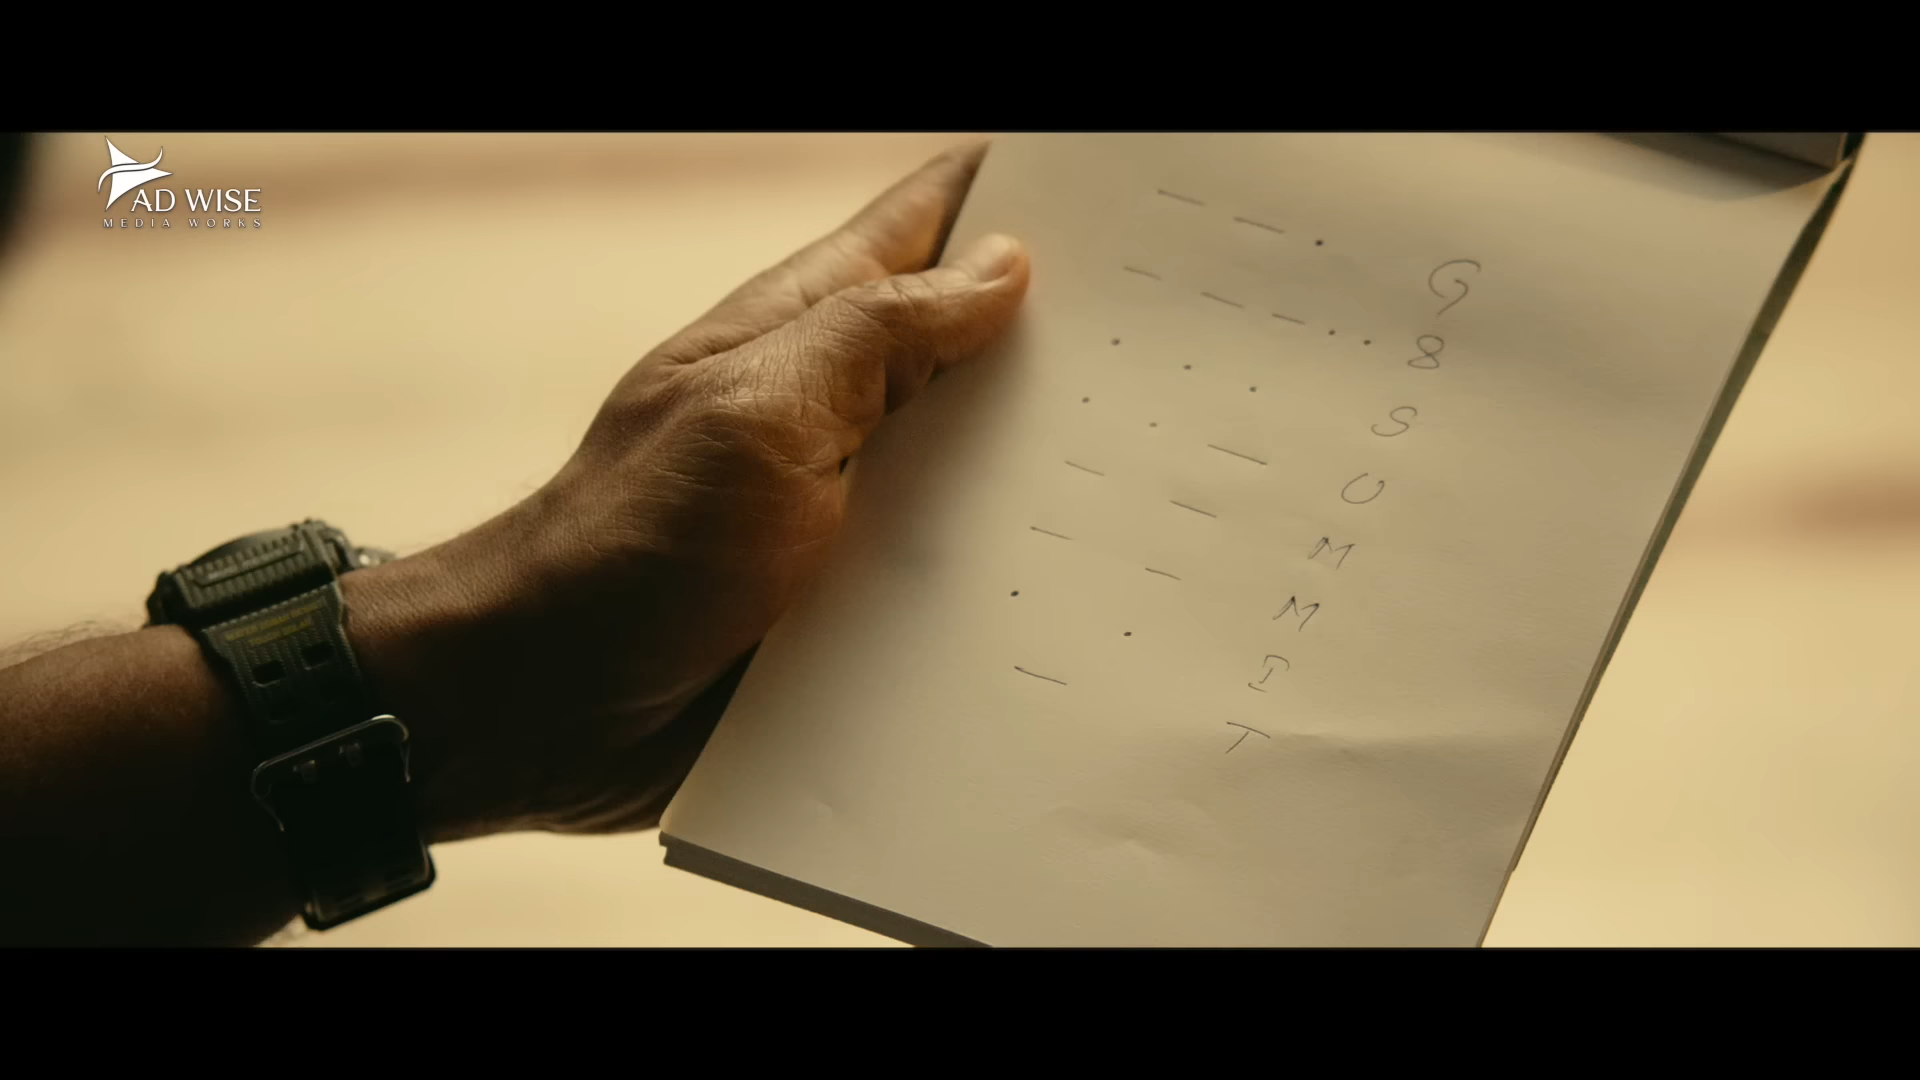 AD WISE
MEDIA WORKS
— — . G
— — — . . 8
. . . S
. . — U
— — M
— — M
. . I
— T